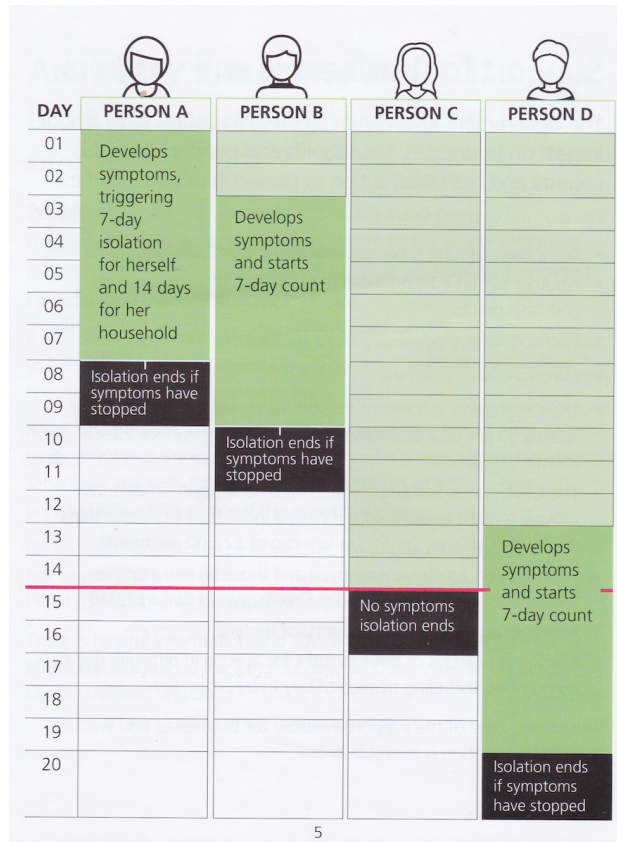 DAY PERSON A PERSON B PERSON C PERSON D
01
02
03
04
05
06
07
08
09
10
11
12
13
14
15
16
17
18
19
20
Develops
symptoms,
triggering
7-day
isolation
for herself
and 14 days
for her
household
Isolation ends if
symptoms have
stopped
Develops
symptoms
and starts
7-day count
Isolation ends if
symptoms have
stopped
No symptoms
isolation ends
Develops
symptoms
and starts
7-day count
Isolation ends
if symptoms
have stopped
5